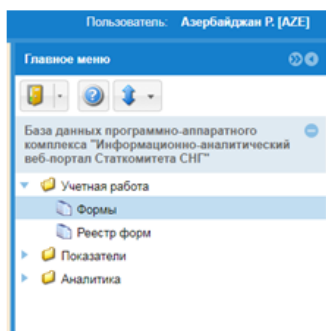 Пользователь: Азербайджан Р. [AZE]
Главное меню
База данных программно-аппаратного
комплекса "Информационно-аналитический
веб-портал Статкомитета СНГ"
Учетная работа
Формы
Реестр форм
Показатели
Аналитика